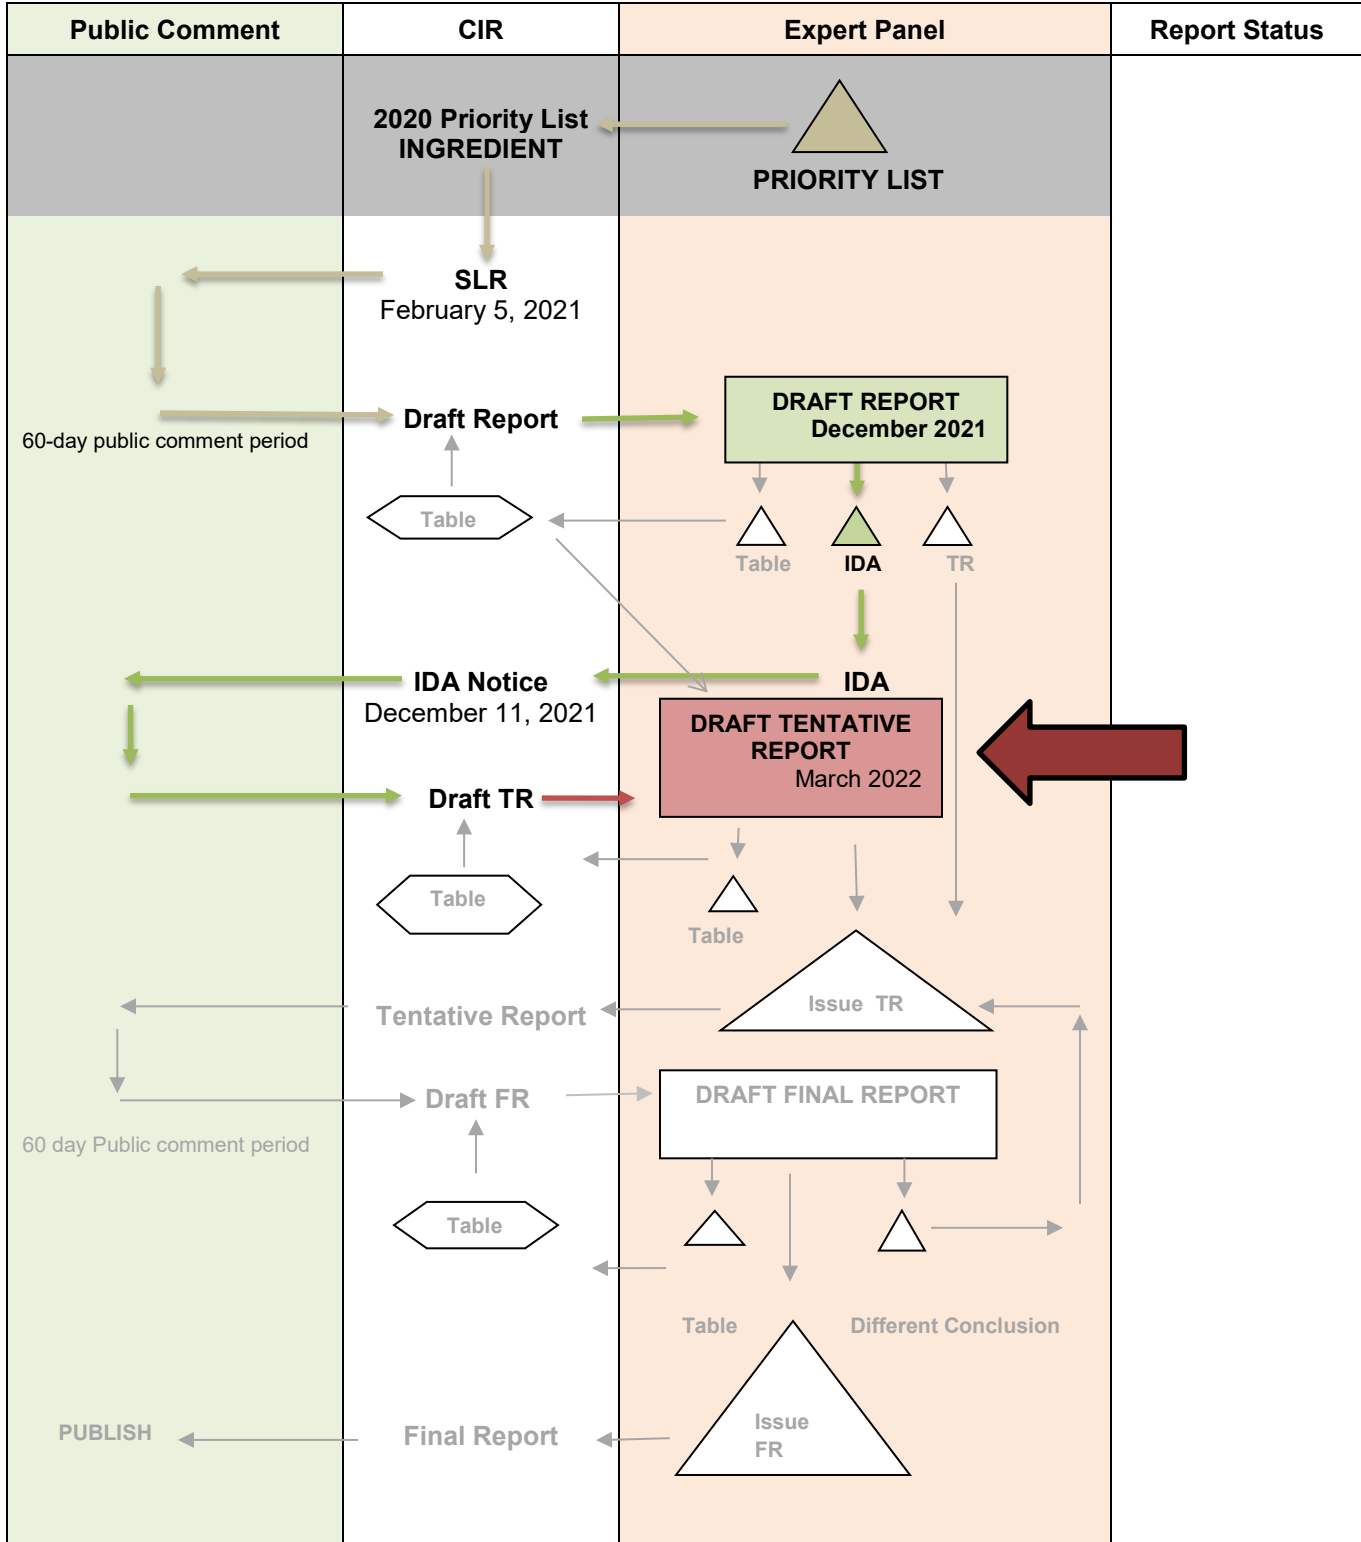 Public Comment
CIR
Expert Panel
Report Status
2020 Priority List
INGREDIENT
PRIORITY LIST
SLR
February 5, 2021
60-day public comment period
Draft Report
DRAFT REPORT
December 2021
Table
Table
IDA
TR
IDA Notice
December 11, 2021
IDA
DRAFT TENTATIVE
REPORT
March 2022
Draft TR
Table
Table
Tentative Report
Issue TR
Draft FR
DRAFT FINAL REPORT
60 day Public comment period
Table
Table
Different Conclusion
PUBLISH
Final Report
Issue
FR